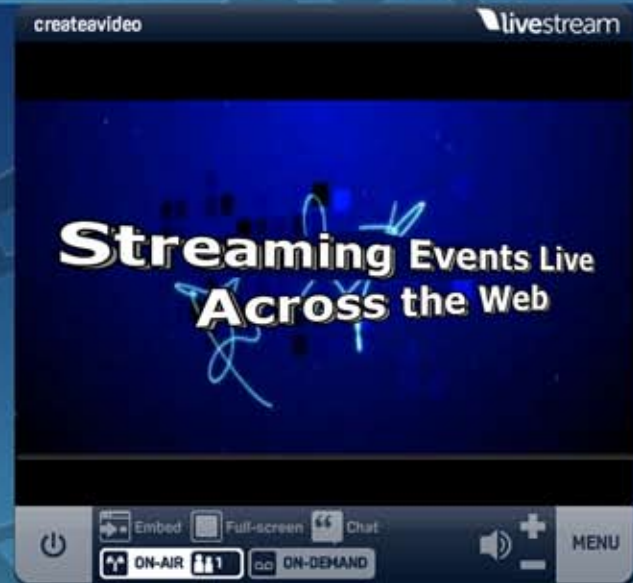 createavideo
livestream
Streaming Events Live
Across the Web
Embed Full-screen Chat
ON-AIR 1 ON-DEMAND
MENU